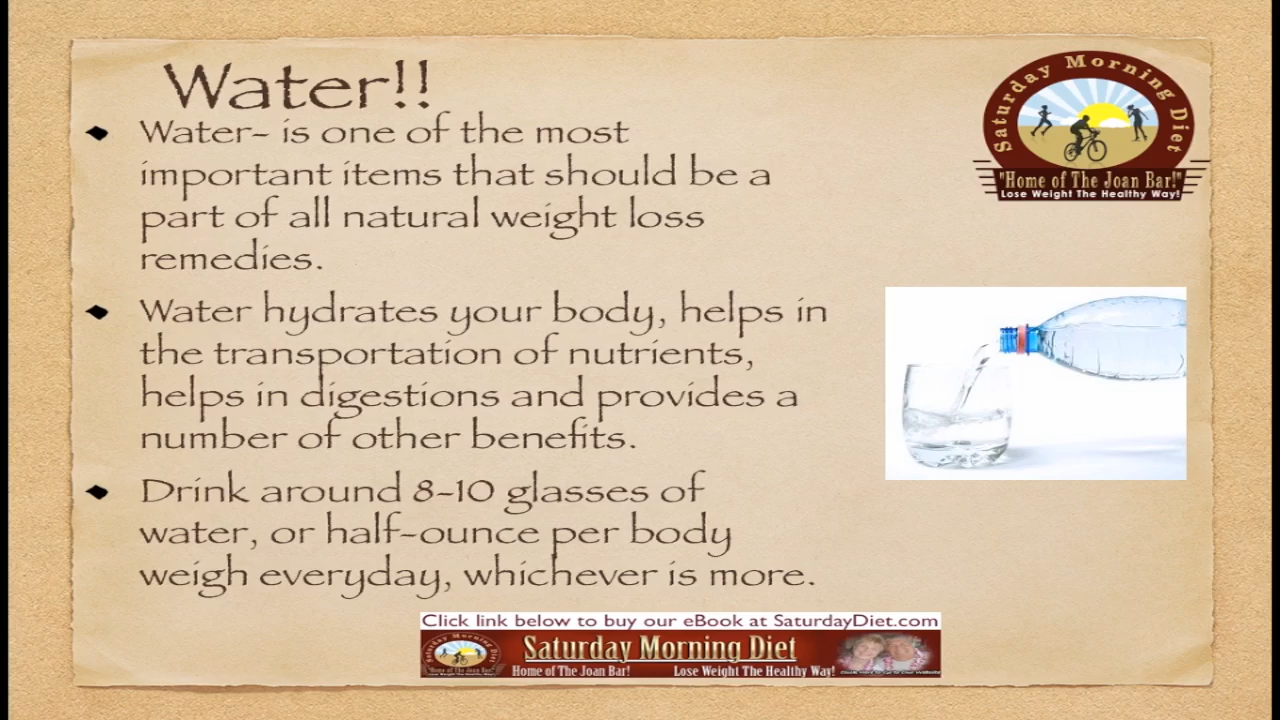 Water!!
Saturday Morning Diet
"Home of The Joan Bar!"
Lose Weight The Healthy Way!
Water- is one of the most
important items that should be a
part of all natural weight loss
remedies.
Water hydrates your body, helps in
the transportation of nutrients,
helps in digestions and provides a
number of other benefits.
Drink around 8-10 glasses of
water, or half-ounce per body
weigh everyday, whichever is more.
Click link below to buy our eBook at SaturdayDiet.com
Saturday Morning Diet
Home of The Joan Bar! Lose Weight The Healthy Way!